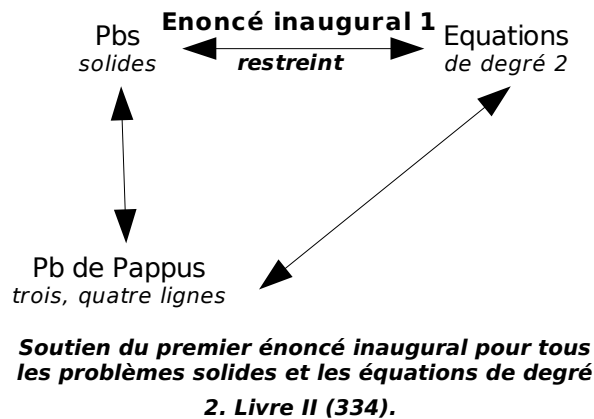 Enoncé inaugural 1
Pbs
Equations
solides
restreint
de degré 2
Pb de Pappus
trois, quatre lignes
Soutien du premier énoncé inaugural pour tous
les problèmes solides et les équations de degré
2. Livre II (334).